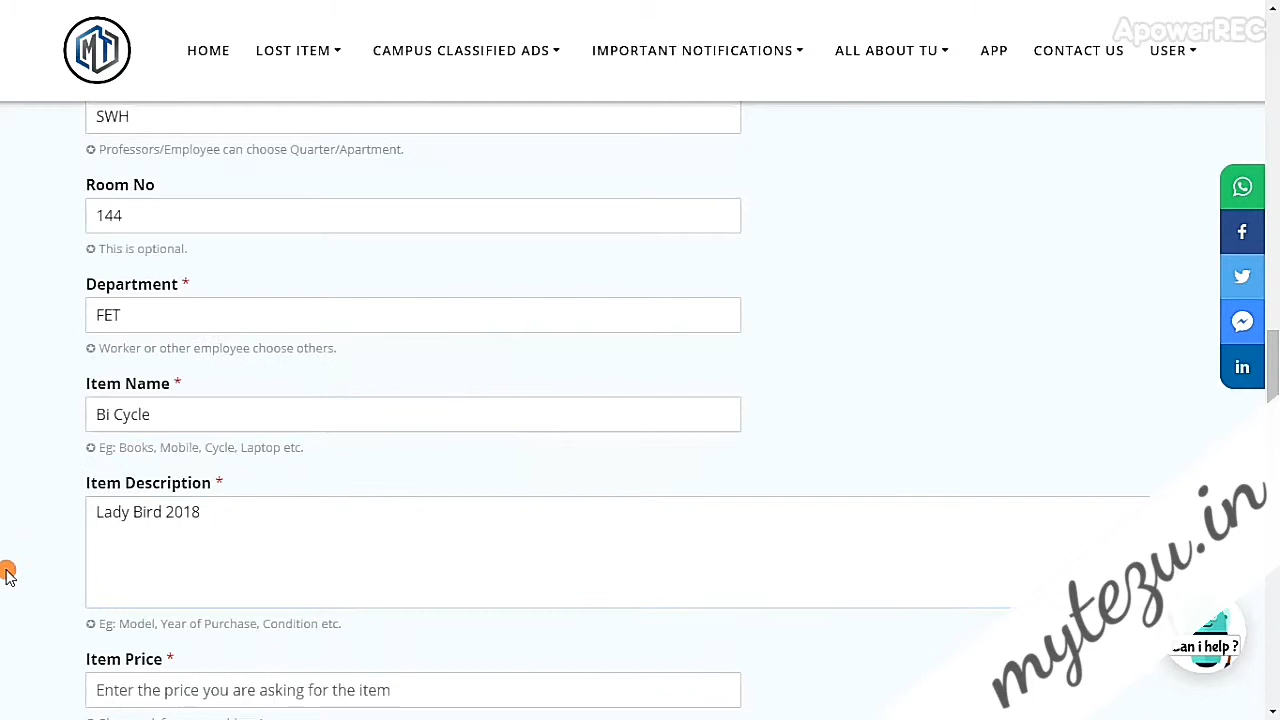 ApowerREC
MT
HOME LOST ITEM CAMPUS CLASSIFIED ADS IMPORTANT NOTIFICATIONS ALL ABOUT TU APP CONTACT US USER
SWH
Professors/Employee can choose Quarter/Apartment.
Room No
144
This is optional.
Department *
FET
Worker or other employee choose others.
Item Name *
Bi Cycle
Eg: Books, Mobile, Cycle, Laptop etc.
Item Description *
Lady Bird 2018
Eg: Model, Year of Purchase, Condition etc.
Item Price *
Enter the price you are asking for the item
mytezu.in
Can i help ?